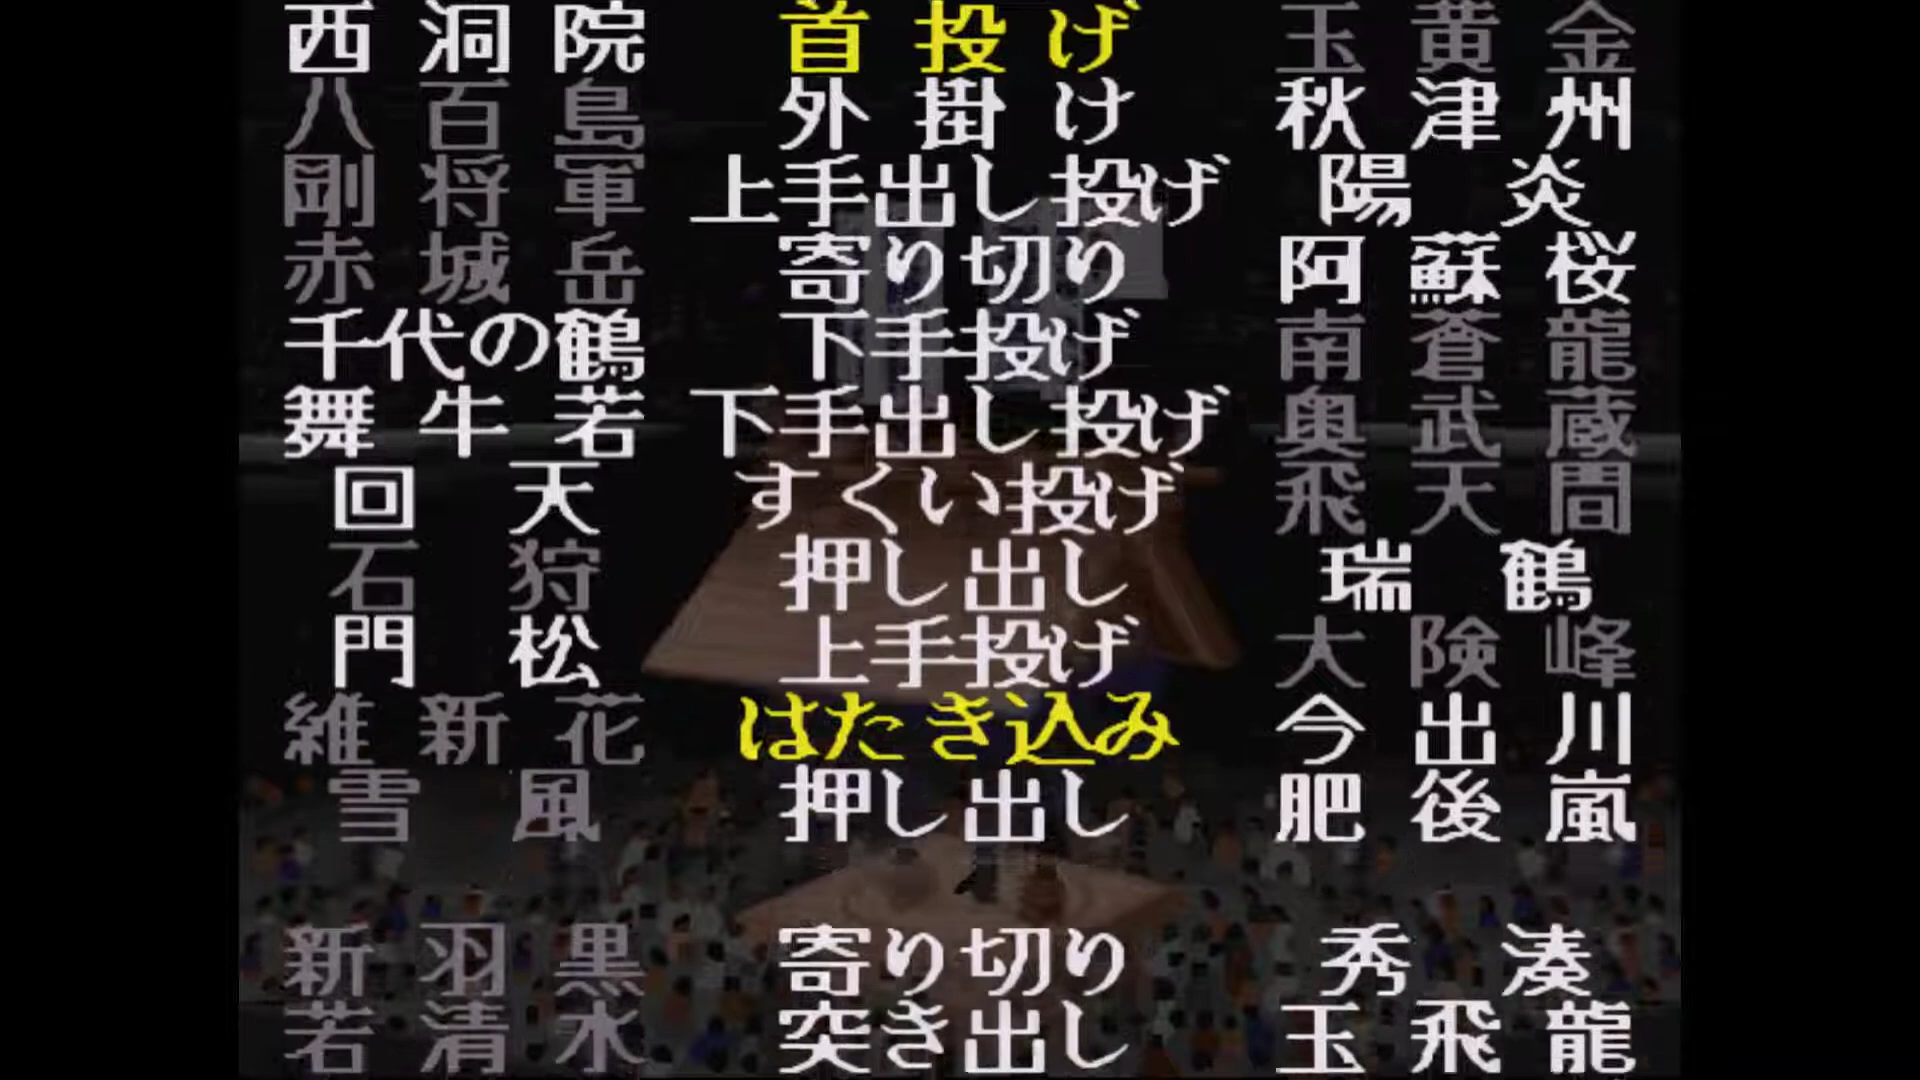 西洞院 首投げ 玉黄金
八百島 外掛け 秋津州
剛将軍 上手出し投げ 陽炎
赤城岳 寄り切り 阿蘇桜
千代の鶴 下手投げ 南蒼龍
舞牛若 下手出し投げ 奥武蔵
回天 すくい投げ 飛天間
石狩 押し出し 瑞鶴
門松 上手投げ 大険峰
維新花 はたき込み 今出川
雪風 押し出し 肥後嵐
新羽黒 寄り切り 秀湊
若清水 突き出し 玉飛龍